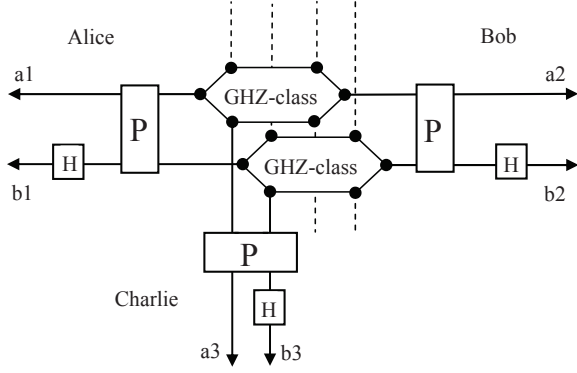 Alice
Bob
a1
GHZ-class
a2
P
P
H
GHZ-class
H
b1
b2
P
Charlie
H
a3
b3